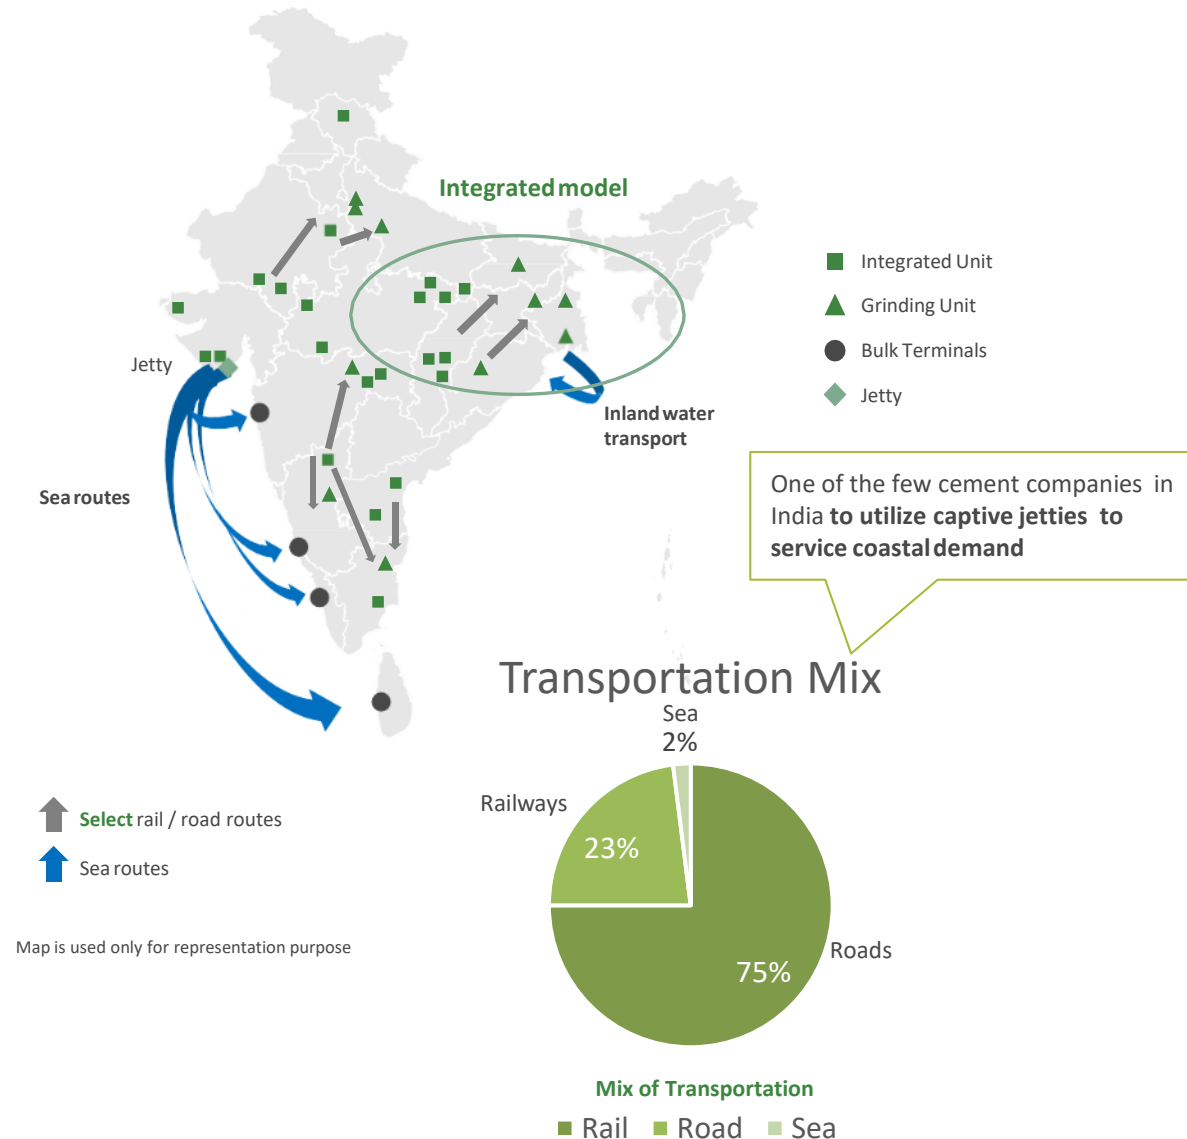 Integrated model
Integrated Unit
Grinding Unit
Bulk Terminals
Jetty
Jetty
Inland water
transport
Sea routes
One of the few cement companies in
India to utilize captive jetties to
service coastal demand
Transportation Mix
Sea
2%
Railways
23%
Roads
75%
Select rail / road routes
Sea routes
Map is used only for representation purpose
Mix of Transportation
Rail Road Sea